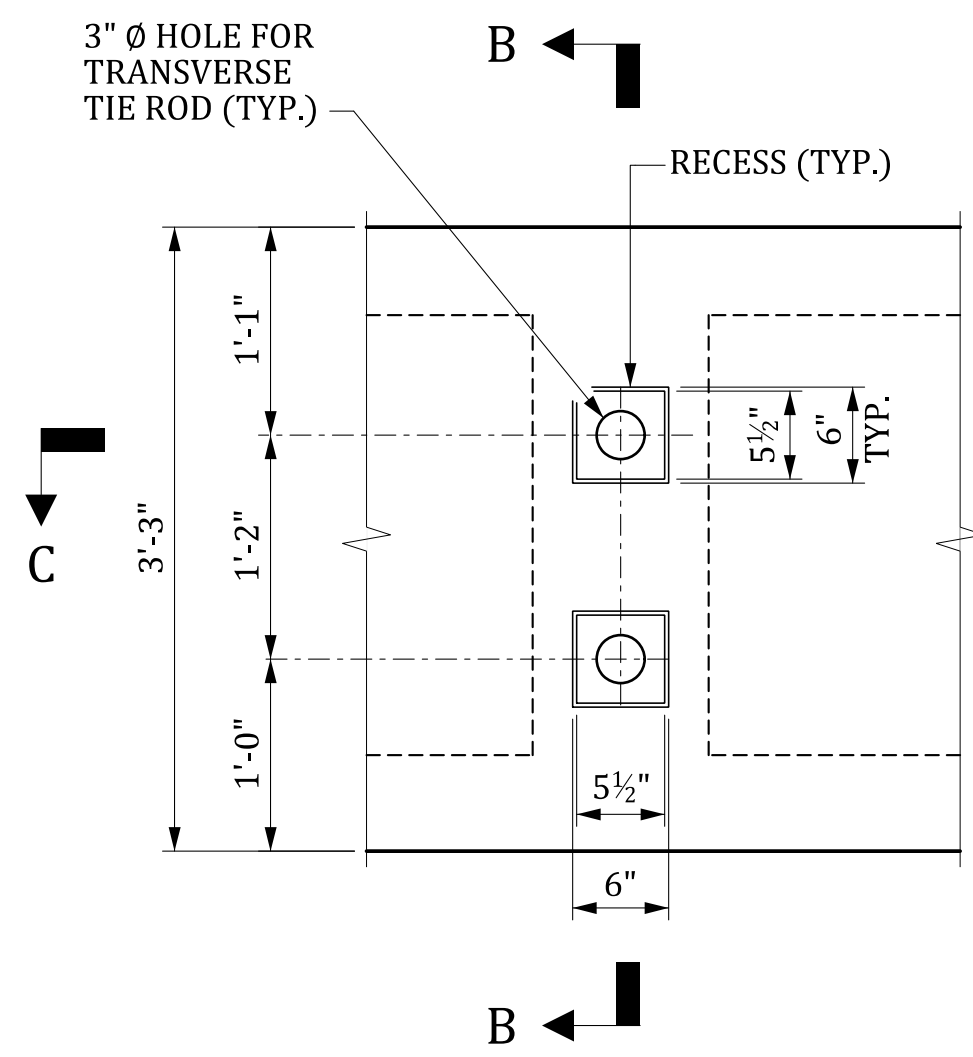 3" Ø HOLE FOR
TRANSVERSE
TIE ROD (TYP.)
B
RECESS (TYP.)
1'-1"
5½"
6"
TYP.
C
3'-3"
1'-2"
1'-0"
5½"
6"
B